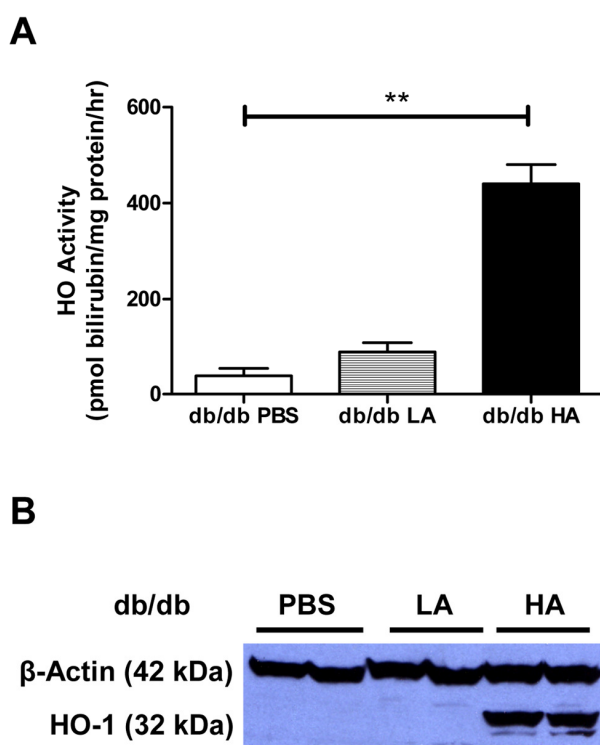 A
**
600
400
200
0
HO Activity
(pmol bilirubin/mg protein/hr)
db/db PBS db/db LA db/db HA
B
db/db PBS LA HA
β-Actin (42 kDa)
HO-1 (32 kDa)